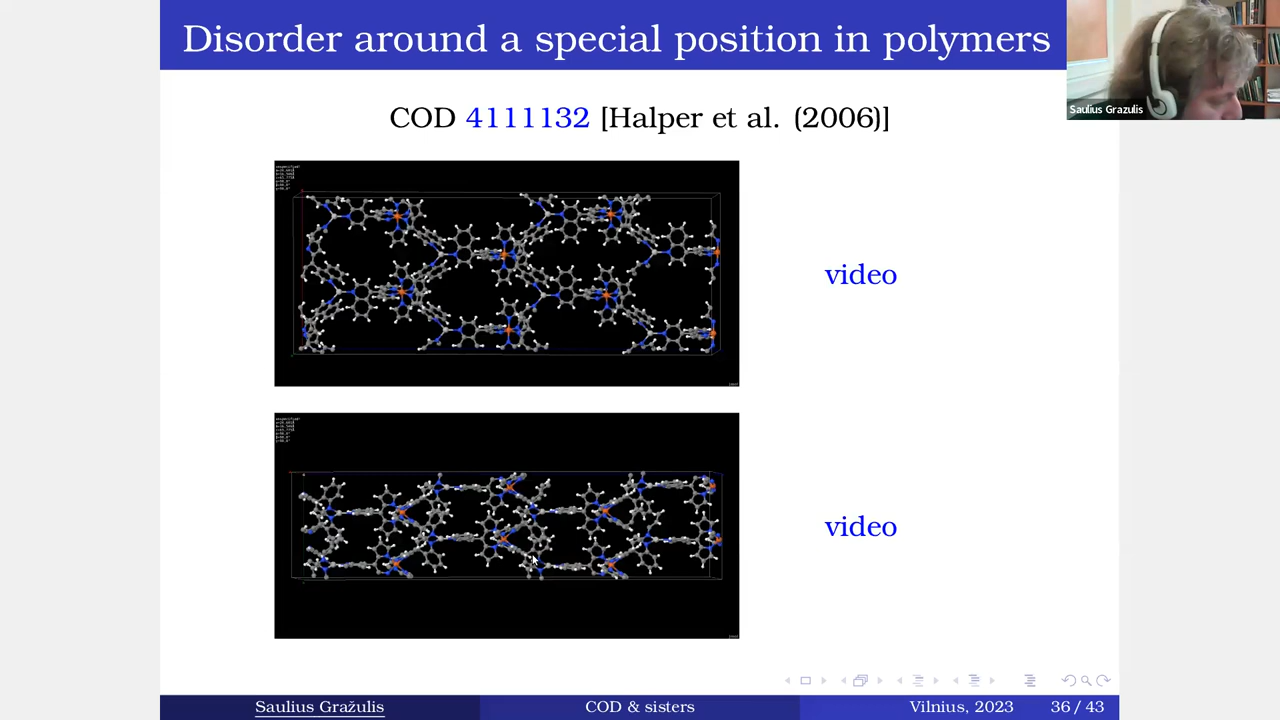 Disorder around a special position in polymers
Saulius Grazulis
COD 4111132 [Halper et al. (2006)]
video
video
Saulius Gražulis COD & sisters Vilnius, 2023 36 / 43